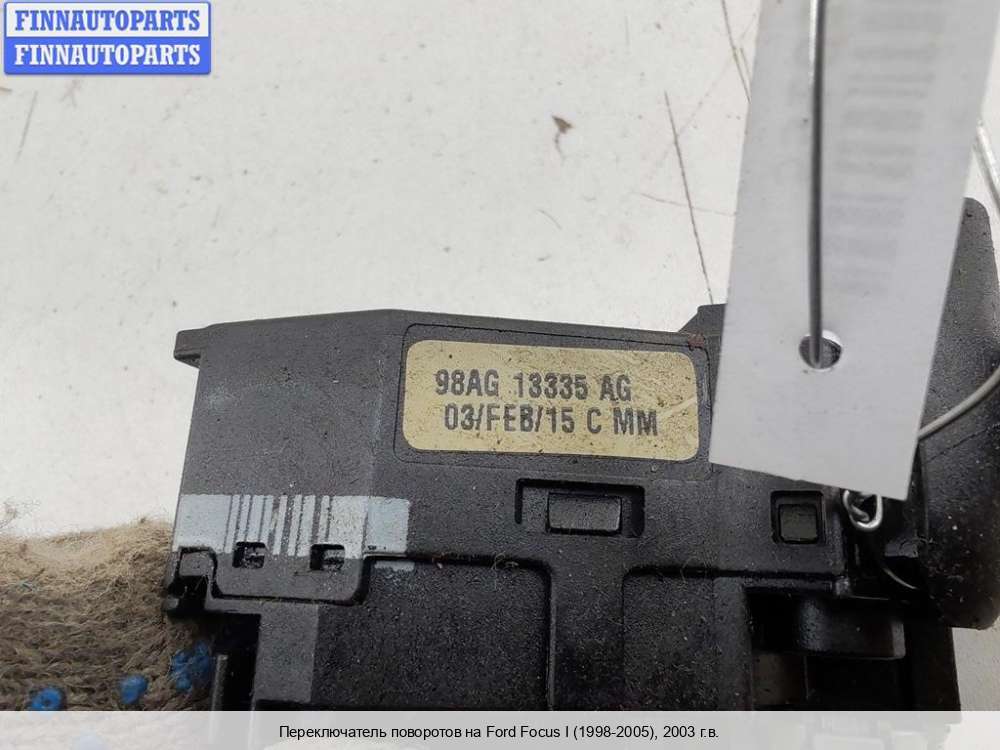 FINNAUTOPARTS
FINNAUTOPARTS
98AG 13335 AG
03/FEB/15 C MM
Переключатель поворотов на Ford Focus I (1998-2005), 2003 г.в.